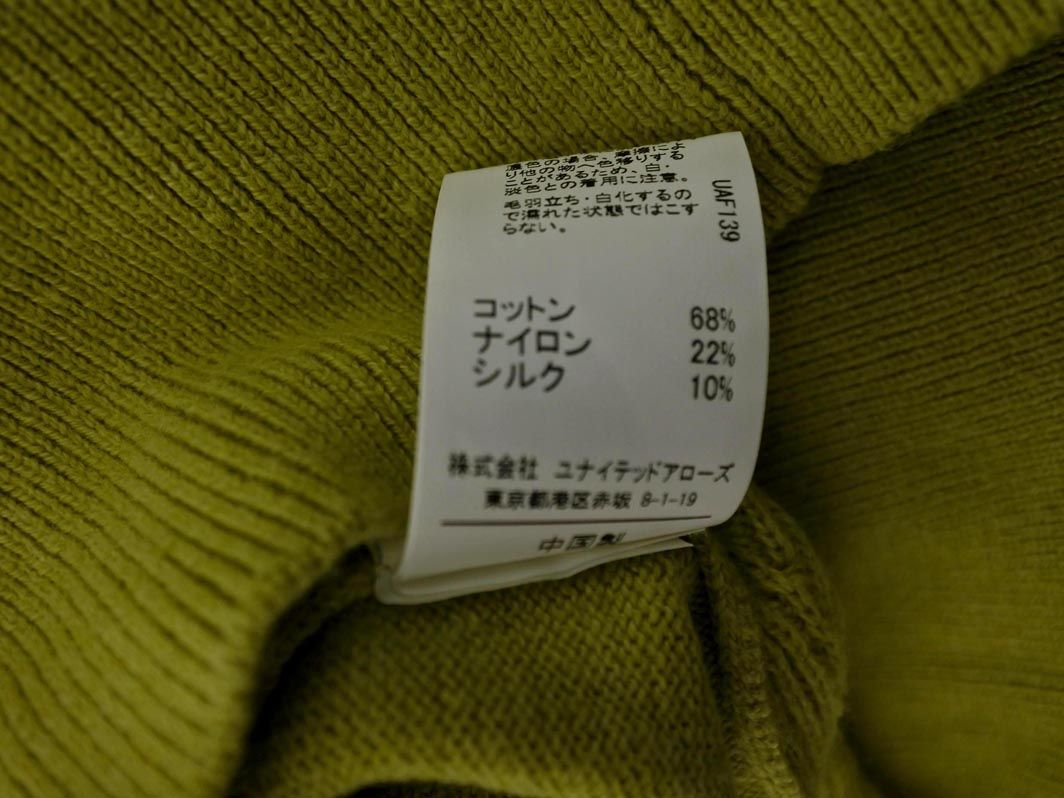 濃色の場合、摩擦によ
り他の物へ色移りする
ことがあるため、白・
淡色との着用に注意。
毛羽立ち・白化するの
で濡れた状態ではこす
らない。
UAF139
コットン 68%
ナイロン 22%
シルク 10%
株式会社 ユナイテッドアローズ
東京都港区赤坂 8-1-19
中国製